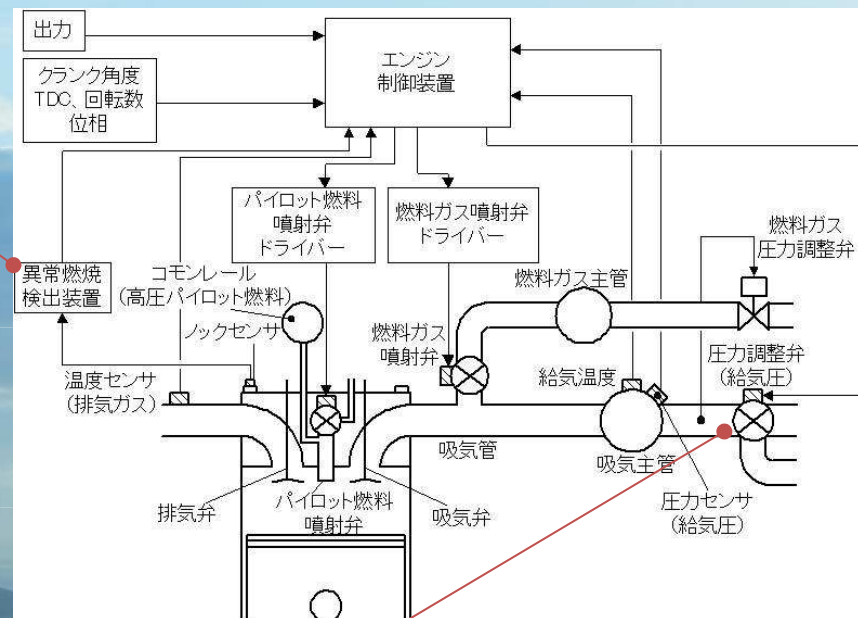 出力
クランク角度
TDC、回転数
位相
エンジン
制御装置
パイロット燃料
噴射弁
ドライバー
燃料ガス噴射弁
ドライバー
燃料ガス
圧力調整弁
異常燃焼
検出装置
コモンレール
(高圧パイロット燃料)
ノックセンサ
燃料ガス主管
燃料ガス
噴射弁
温度センサ
(排気ガス)
給気温度
圧力調整弁
(給気圧)
吸気管
吸気主管
排気弁
パイロット燃料
噴射弁
吸気弁
圧力センサ
(給気圧)